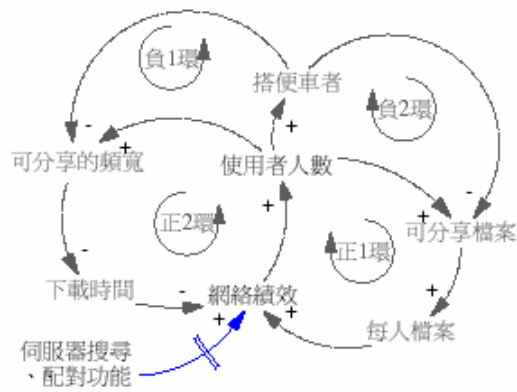 負1環
搭便車者
負2環
-
+
+
-
可分享的頻寬
使用者人數
+
+
可分享檔案
正2環
正1環
-
+
下載時間
-
網絡績效
+
+
每人檔案
伺服器搜尋
、配對功能